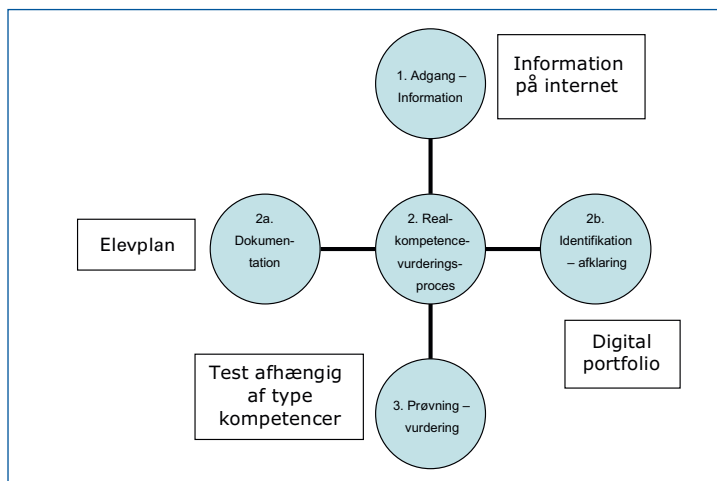 1. Adgang –
Information
Information
på internet
Elevplan
2a.
Dokumen-
tation
2. Real-
kompetence-
vurderings-
proces
2b.
Identifikation
– afklaring
Digital
portfolio
Test afhængig
af type
kompetencer
3. Prøvning –
vurdering